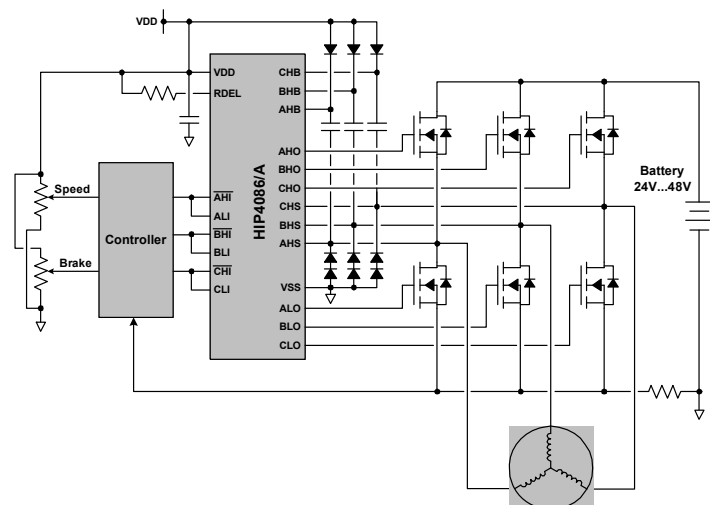 VDD
VDD
RDEL
CHB
BHB
AHB
AHO
BHO
CHO
CHS
BHS
AHS
VSS
ALO
BLO
CLO
HIP4086/A
AHI
ALI
BHI
BLI
CHI
CLI
Speed
Controller
Brake
Battery
24V...48V